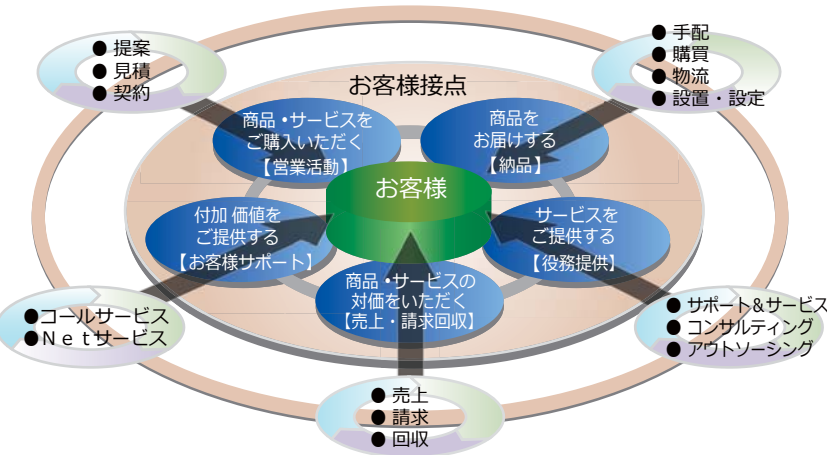 ● 提案
● 見積
● 契約
● 手配
● 購買
● 物流
● 設置・設定
お客様接点
商品・サービスを
ご購入いただく
【営業活動】
商品を
お届けする
【納品】
お客様
付加価値を
ご提供する
【お客様サポート】
サービスを
ご提供する
【役務提供】
商品・サービスの
対価をいただく
【売上・請求回収】
●コールサービス
●Ｎｅｔサービス
● サポート&サービス
● コンサルティング
● アウトソーシング
● 売上
● 請求
● 回収